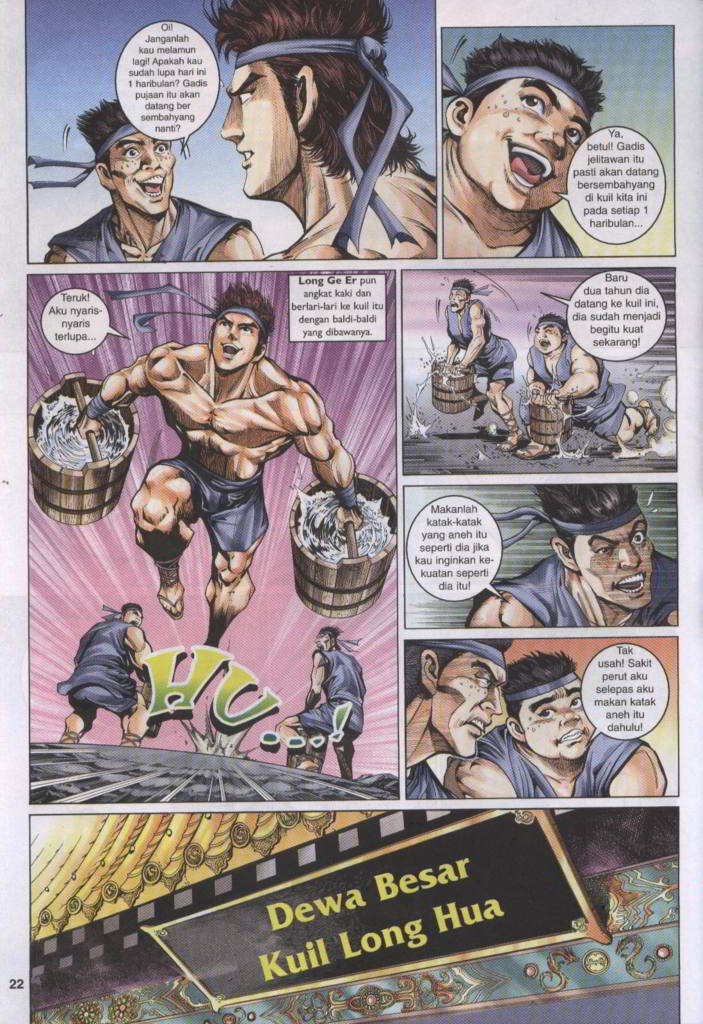 Oi!
Janganlah
kau melamun
lagi! Apakah kau
sudah lupa hari ini
1 haribulan? Gadis
pujaan itu akan
datang ber
sembahyang
nanti?
Ya,
betul! Gadis
jelitawan itu
pasti akan datang
bersembahyang
di kuil kita ini
pada setiap 1
haribulan...
Teruk!
Aku nyaris-
nyaris
terlupa...
Long Ge Er pun
angkat kaki dan
berlari-lari ke kuil itu
dengan baldi-baldi
yang dibawanya.
HU...!
Baru
dua tahun dia
datang ke kuil ini,
dia sudah menjadi
begitu kuat
sekarang!
Makanlah
katak-katak
yang aneh itu
seperti dia jika
kau inginkan ke-
kuatan seperti
dia itu!
Tak
usah! Sakit
perut aku
selepas aku
makan katak
aneh itu
dahulu!
Dewa Besar
Kuil Long Hua
22